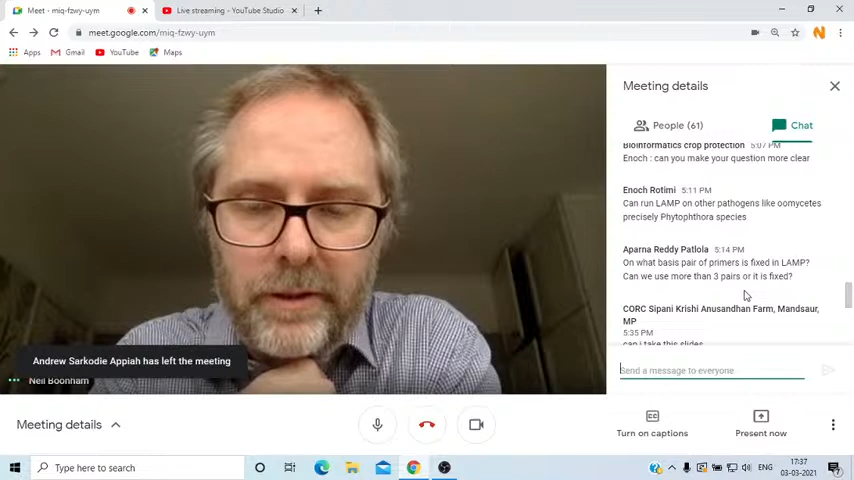 Meet - miq-fzwy-uym
Live streaming - YouTube Studio
meet.google.com/miq-fzwy-uym
Apps
Gmail
YouTube
Maps
Andrew Sarkodie Appiah has left the meeting
Neil Boonham
Meeting details
People (61)
Chat
Bioinformatics crop protection 5:07 PM
Enoch : can you make your question more clear
Enoch Rotimi 5:11 PM
Can run LAMP on other pathogens like oomycetes
precisely Phytophthora species
Aparna Reddy Patlola 5:14 PM
On what basis pair of primers is fixed in LAMP?
Can we use more than 3 pairs or it is fixed?
CORC Sipani Krishi Anusandhan Farm, Mandsaur,
MP
5:35 PM
can i take this slides
Send a message to everyone
Meeting details
Turn on captions
Present now
Type here to search
ENG
17:37
03-03-2021